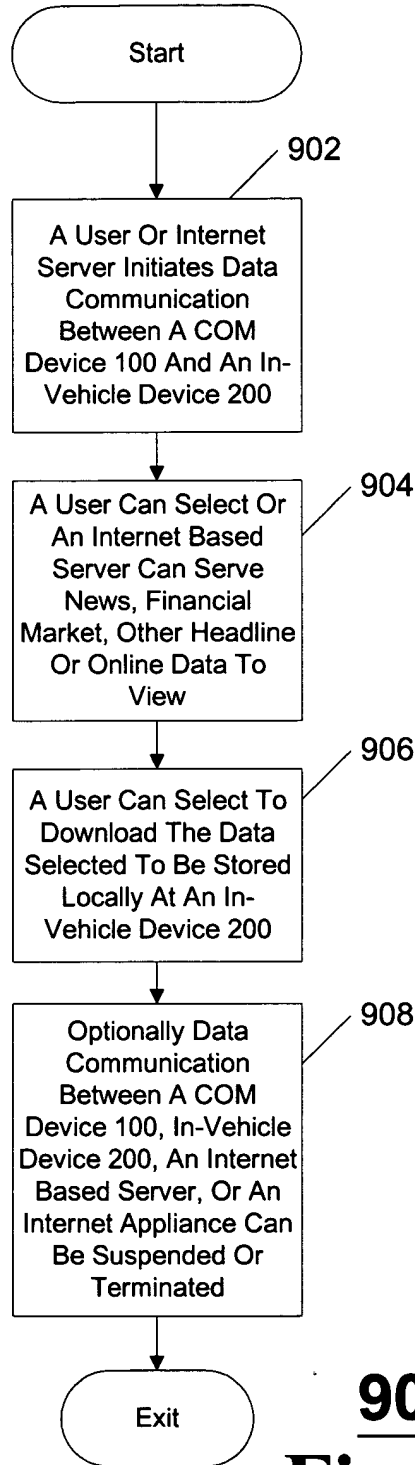 Start
902
A User Or Internet
Server Initiates Data
Communication
Between A COM
Device 100 And An In-
Vehicle Device 200
904
A User Can Select Or
An Internet Based
Server Can Serve
News, Financial
Market, Other Headline
Or Online Data To
View
906
A User Can Select To
Download The Data
Selected To Be Stored
Locally At An In-
Vehicle Device 200
908
Optionally Data
Communication
Between A COM
Device 100, In-Vehicle
Device 200, An Internet
Based Server, Or An
Internet Appliance Can
Be Suspended Or
Terminated
Exit